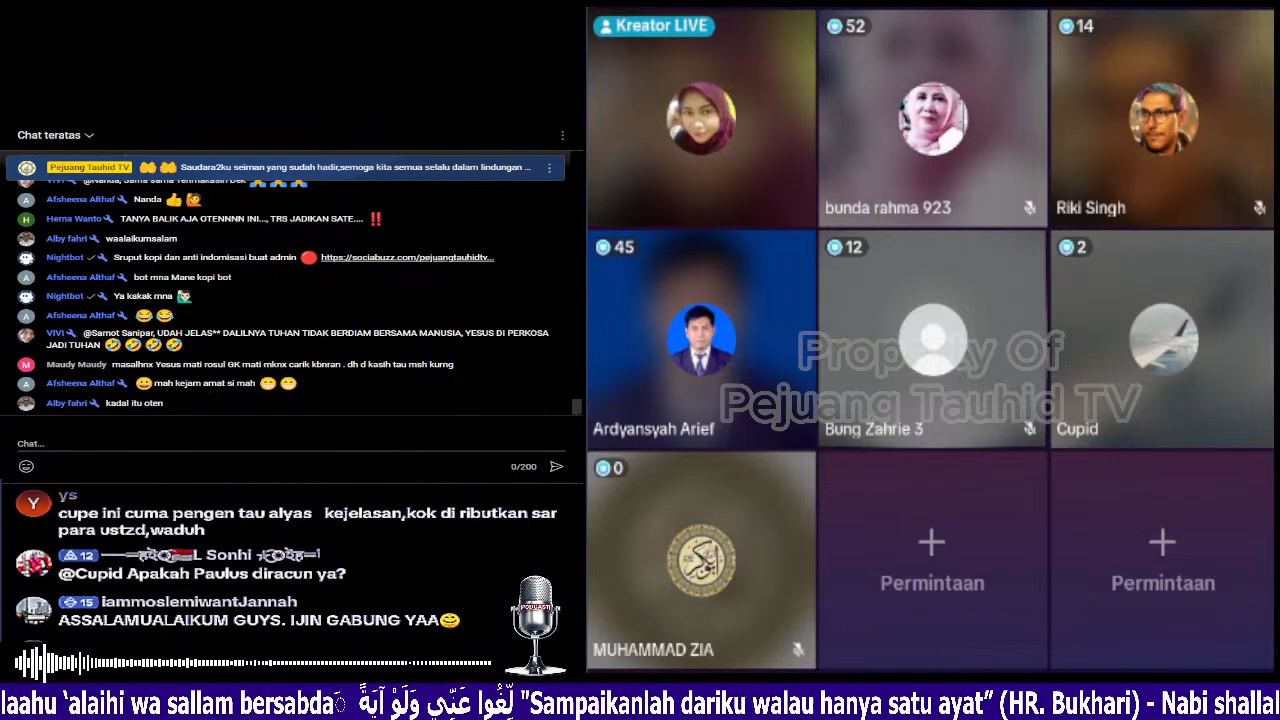 Chat teratas
Pejuang Tauhid TV Saudara2ku seiman yang sudah hadir,semoga kita semua selalu dalam lindungan ...
VIVI @Nanda, Sama sama Terimakasih Dek
Afsheena Althaf Nanda
Herna Wanto TANYA BALIK AJA OTENNNN INI..., TRS JADIKAN SATE....
Alby fahri waalaikumsalam
Nightbot Sruput kopi dan anti indomisasi buat admin https://sociabuzz.com/pejuangtauhidtv...
Afsheena Althaf bot mna Mane kopi bot
Nightbot Ya kakak mna
Afsheena Althaf
VIVI @Samot Sanipar, UDAH JELAS** DALILNYA TUHAN TIDAK BERDIAM BERSAMA MANUSIA, YESUS DI PERKOSA
JADI TUHAN
Maudy Maudy masalhnx Yesus mati rosul GK mati mknx carik kbnran . dh d kasih tau msh kurng
Afsheena Althaf mah kejam amat si mah
Alby fahri kadal itu oten
Chat...
0/200
ys
cupe ini cuma pengen tau alyas kejelasan,kok di ributkan sar
para ustzd,waduh
12 L Sonhi
@Cupid Apakah Paulus diracun ya?
15 iammoslemiwantJannah
ASSALAMUALAIKUM GUYS. IJIN GABUNG YAA
PODCAST
Kreator LIVE
52
bunda rahma 923
14
Riki Singh
45
Ardyansyah Arief
12
Bung Zahrie 3
2
Cupid
Property Of
Pejuang Tauhid TV
0
MUHAMMAD ZIA
Permintaan
Permintaan
laahu ‘alaihi wa sallam bersabda لِّغُوا عَنِّي وَلَوْ آيَةً "Sampaikanlah dariku walau hanya satu ayat” (HR. Bukhari) - Nabi shallal